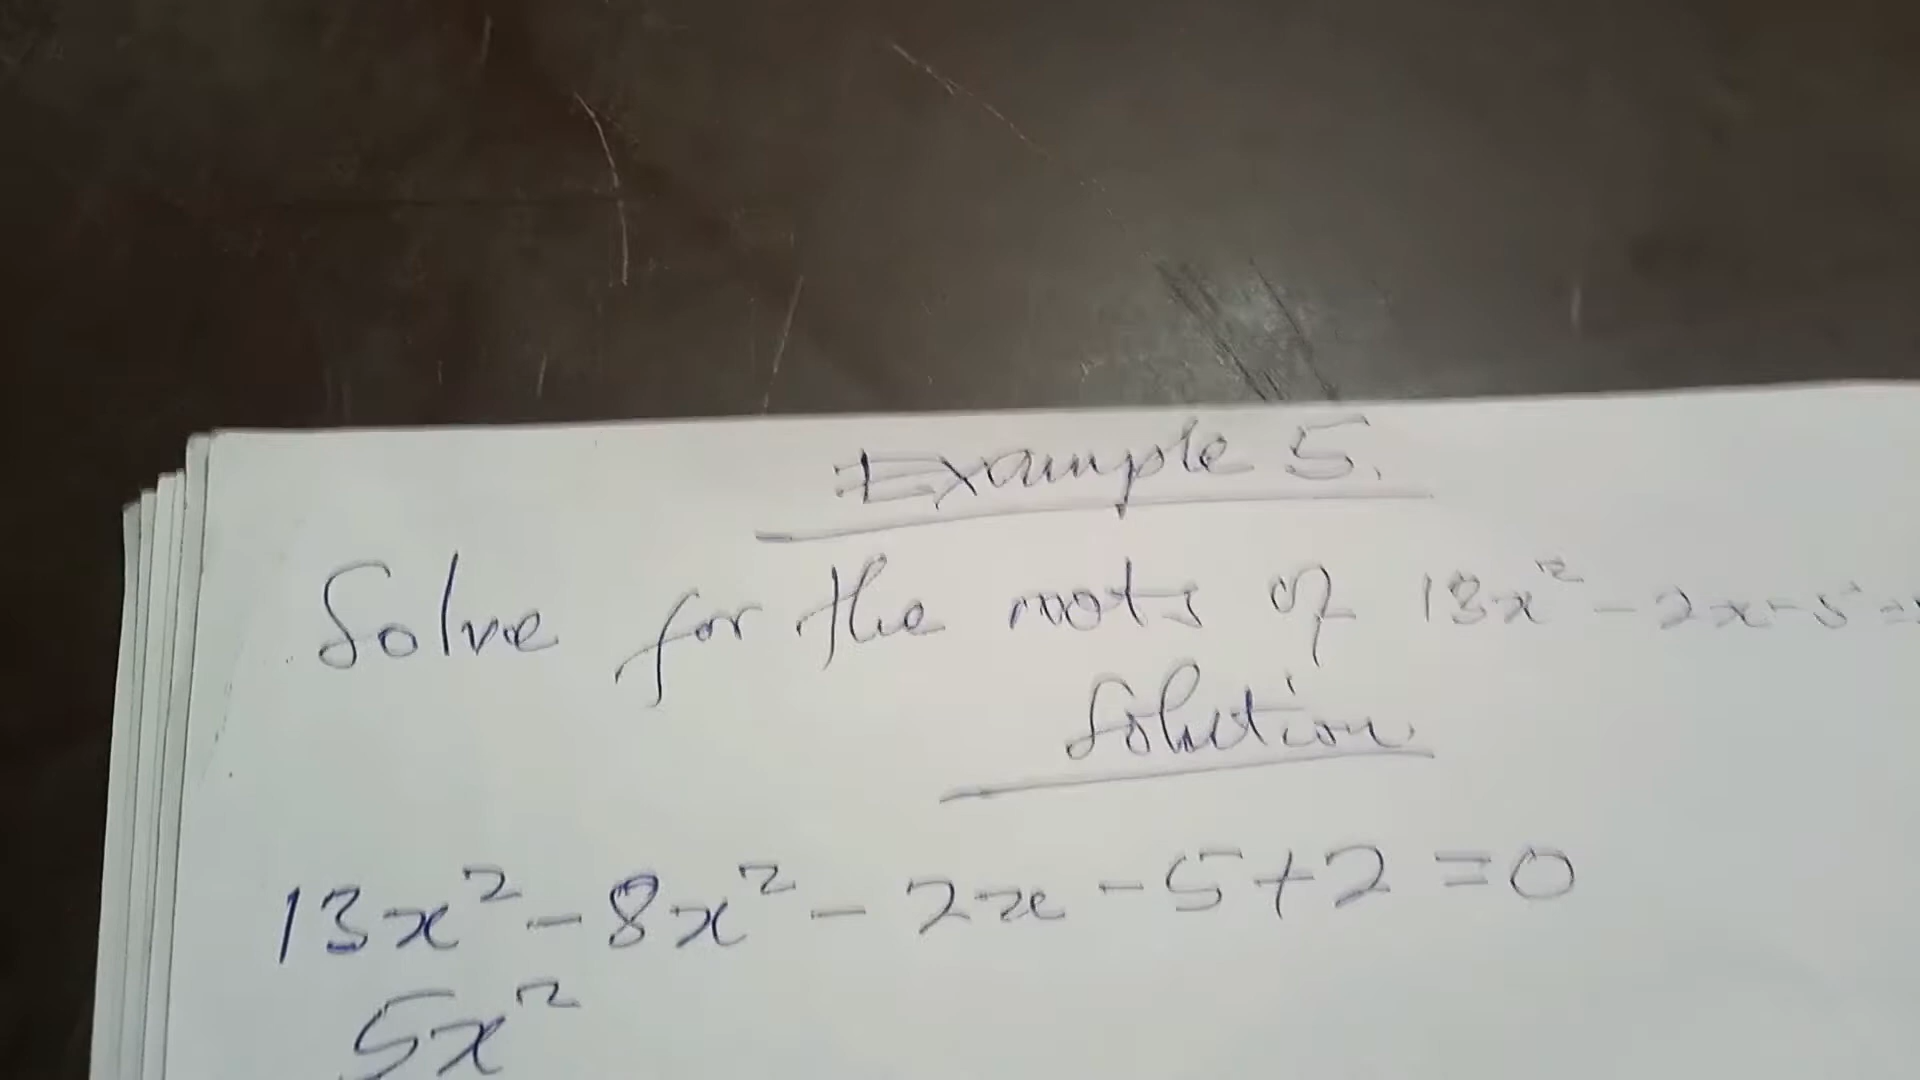 Example 5.
Solve for the roots of 13x² - 2x - 5 =
Solution
13x² - 8x² - 2x - 5 + 2 = 0
5x²